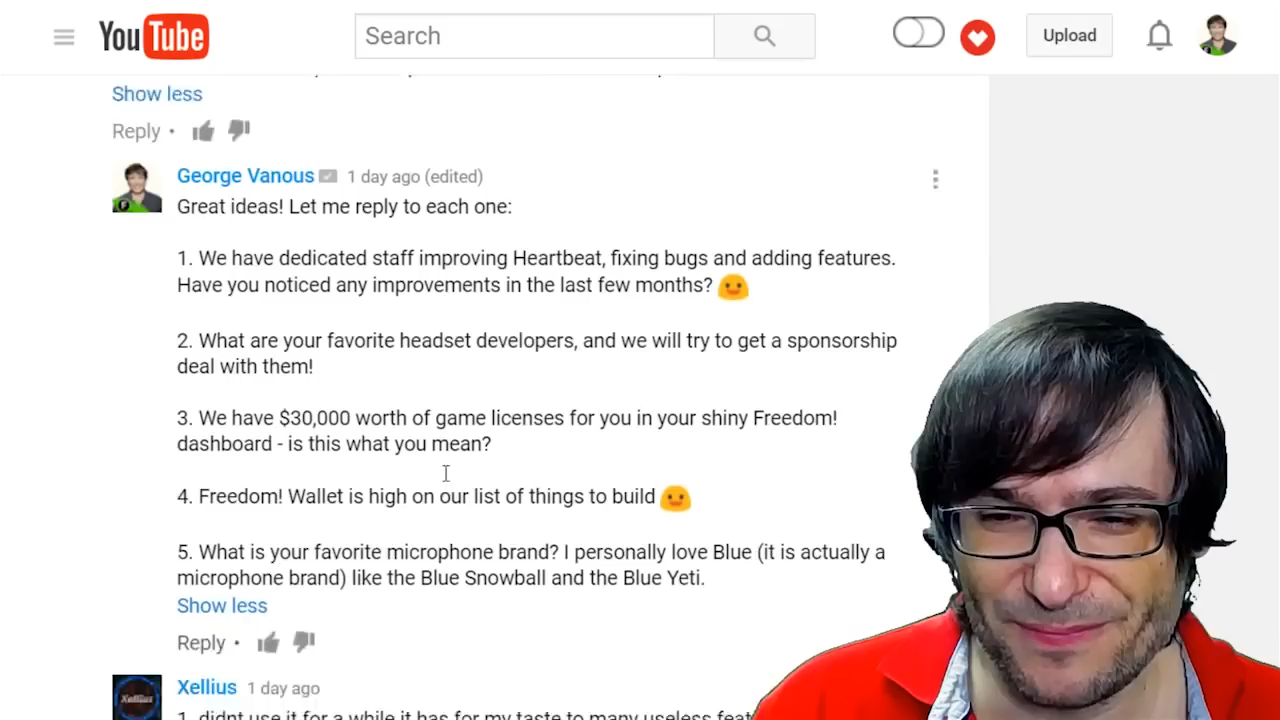 YouTube
Search
Upload
Show less
Reply •
George Vanous 1 day ago (edited)
Great ideas! Let me reply to each one:
1. We have dedicated staff improving Heartbeat, fixing bugs and adding features.
Have you noticed any improvements in the last few months?
2. What are your favorite headset developers, and we will try to get a sponsorship
deal with them!
3. We have $30,000 worth of game licenses for you in your shiny Freedom!
dashboard - is this what you mean?
4. Freedom! Wallet is high on our list of things to build
5. What is your favorite microphone brand? I personally love Blue (it is actually a
microphone brand) like the Blue Snowball and the Blue Yeti.
Show less
Reply •
Xellius 1 day ago
1. didnt use it for a while it has for my taste to many useless